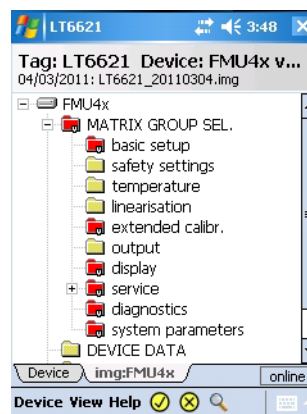 LT6621 3:48
Tag: LT6621 Device: FMU4x v...
04/03/2011: LT6621_20110304.img
FMU4x
MATRIX GROUP SEL.
basic setup
safety settings
temperature
linearisation
extended calibr.
output
display
service
diagnostics
system parameters
DEVICE DATA
Device img:FMU4x online
Device View Help